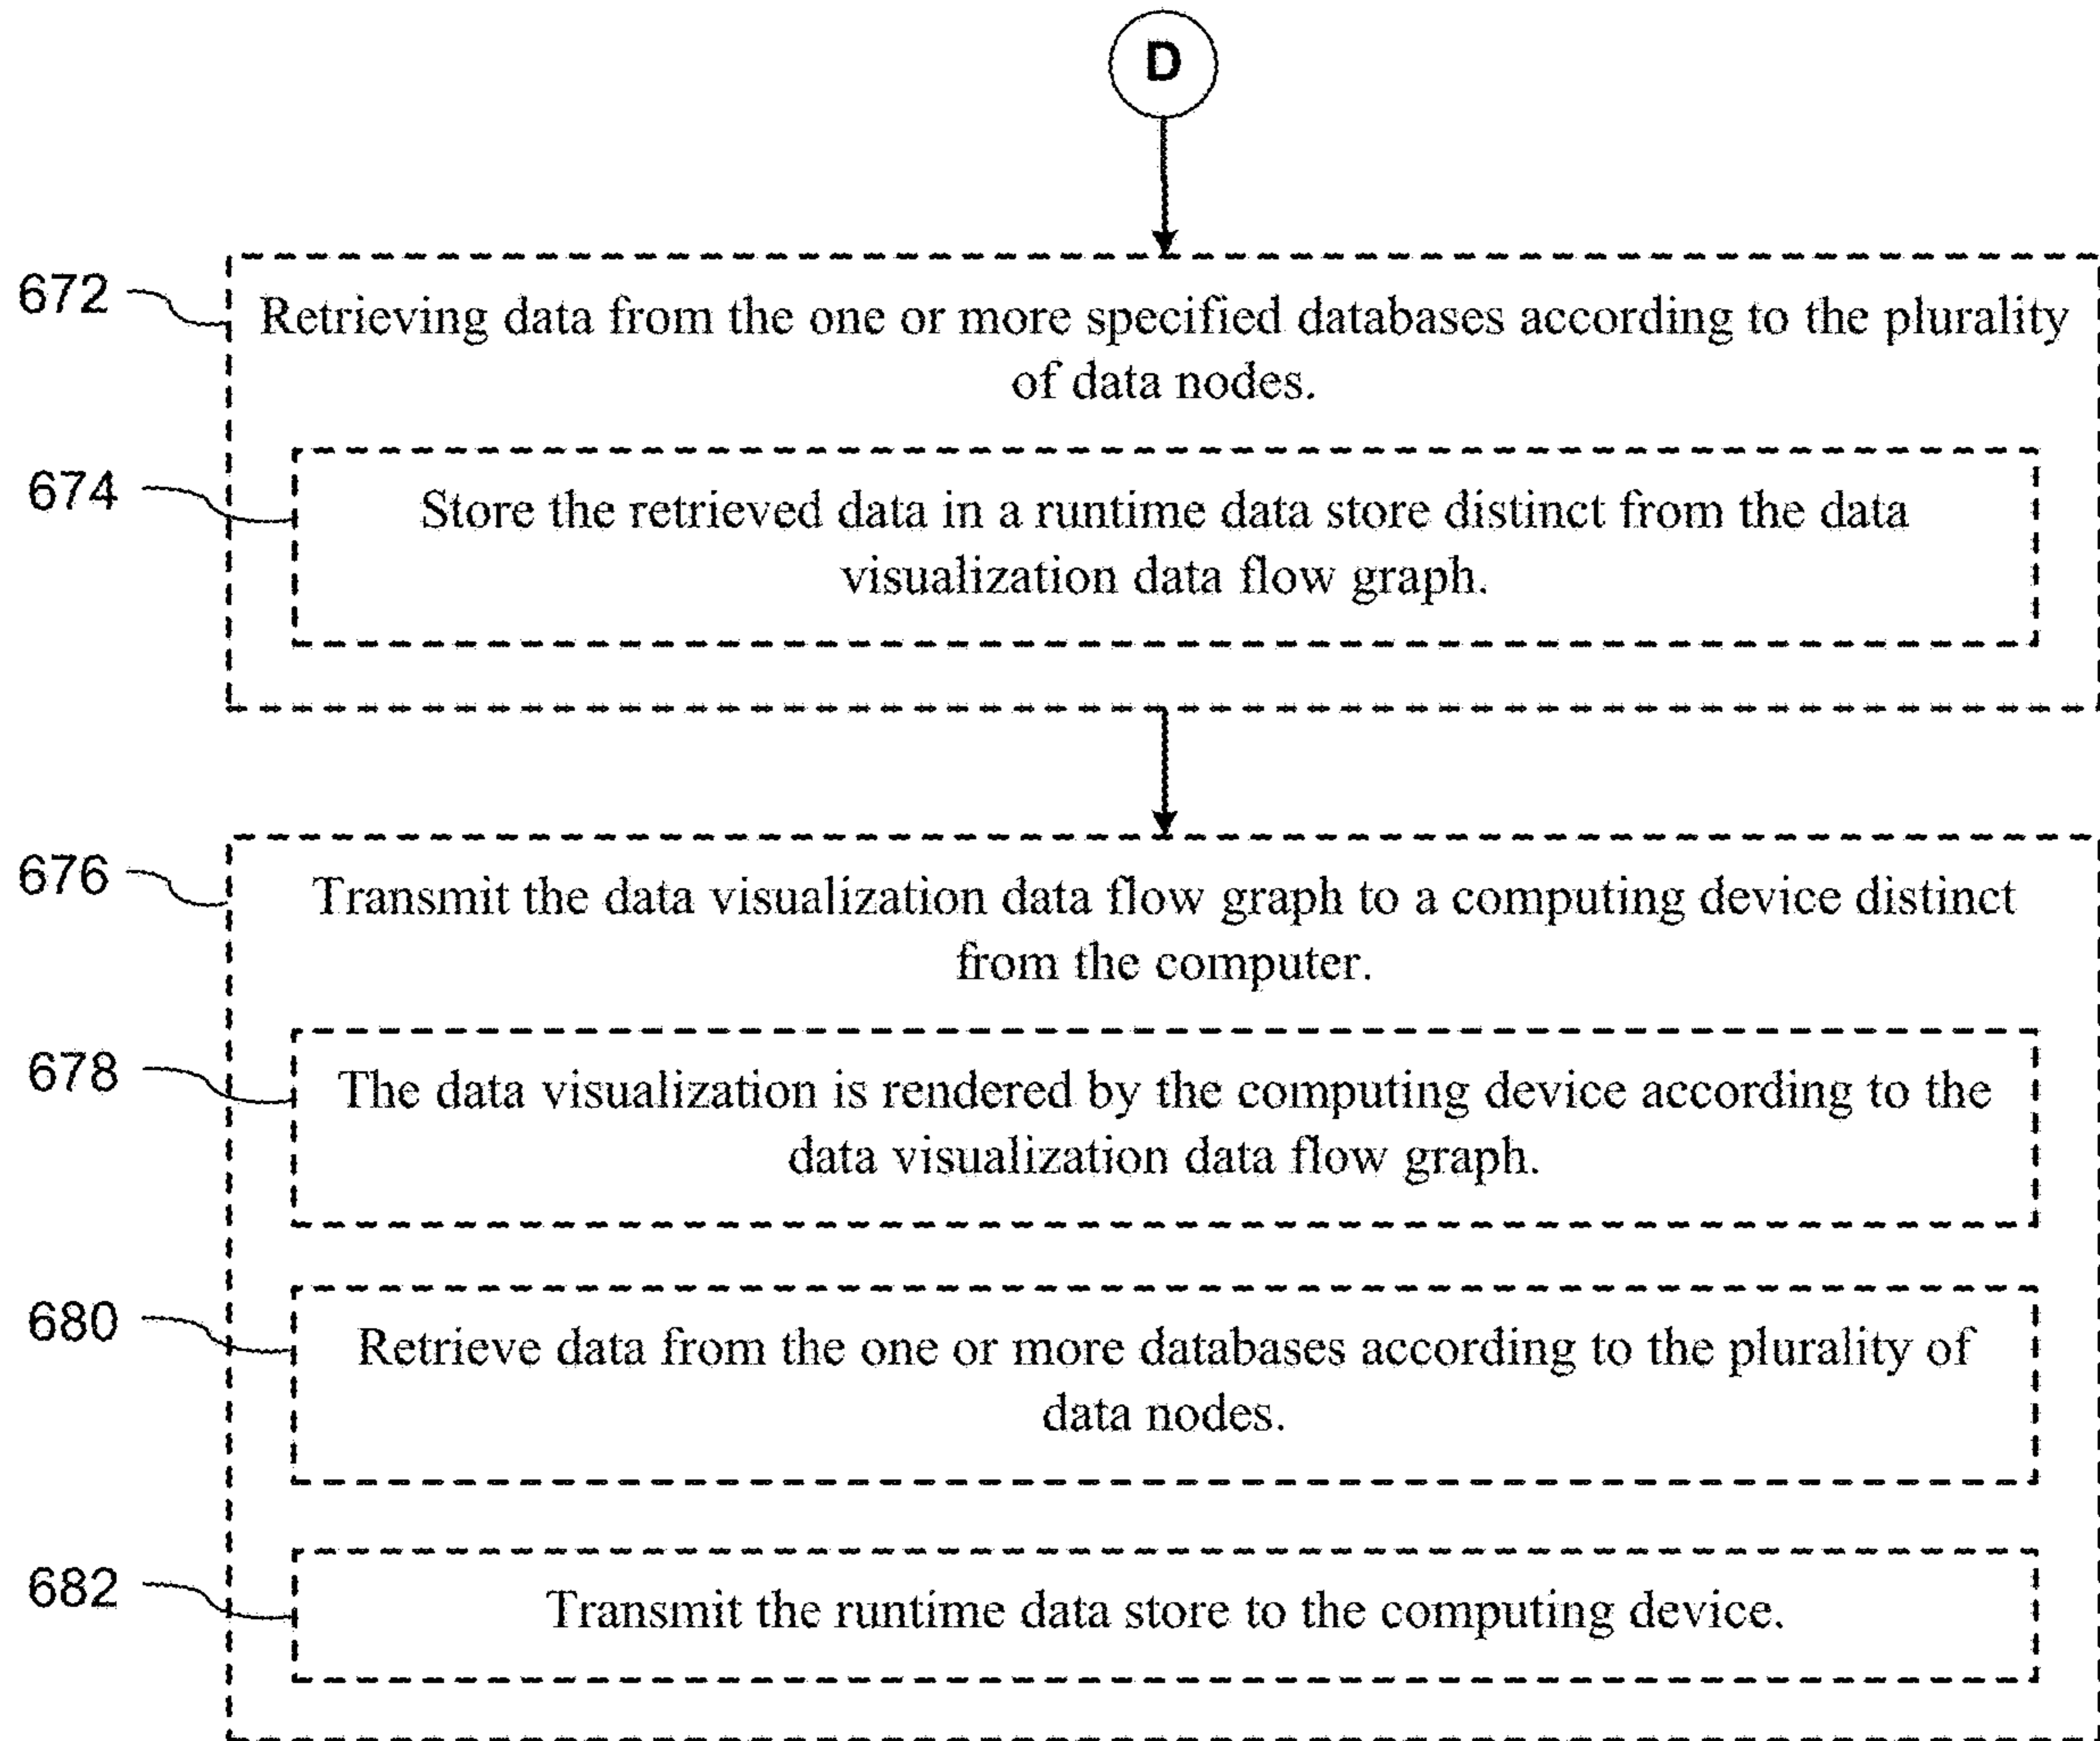 D
672
Retrieving data from the one or more specified databases according to the plurality
of data nodes.
674
Store the retrieved data in a runtime data store distinct from the data
visualization data flow graph.
676
Transmit the data visualization data flow graph to a computing device distinct
from the computer.
678
The data visualization is rendered by the computing device according to the
data visualization data flow graph.
680
Retrieve data from the one or more databases according to the plurality of
data nodes.
682
Transmit the runtime data store to the computing device.